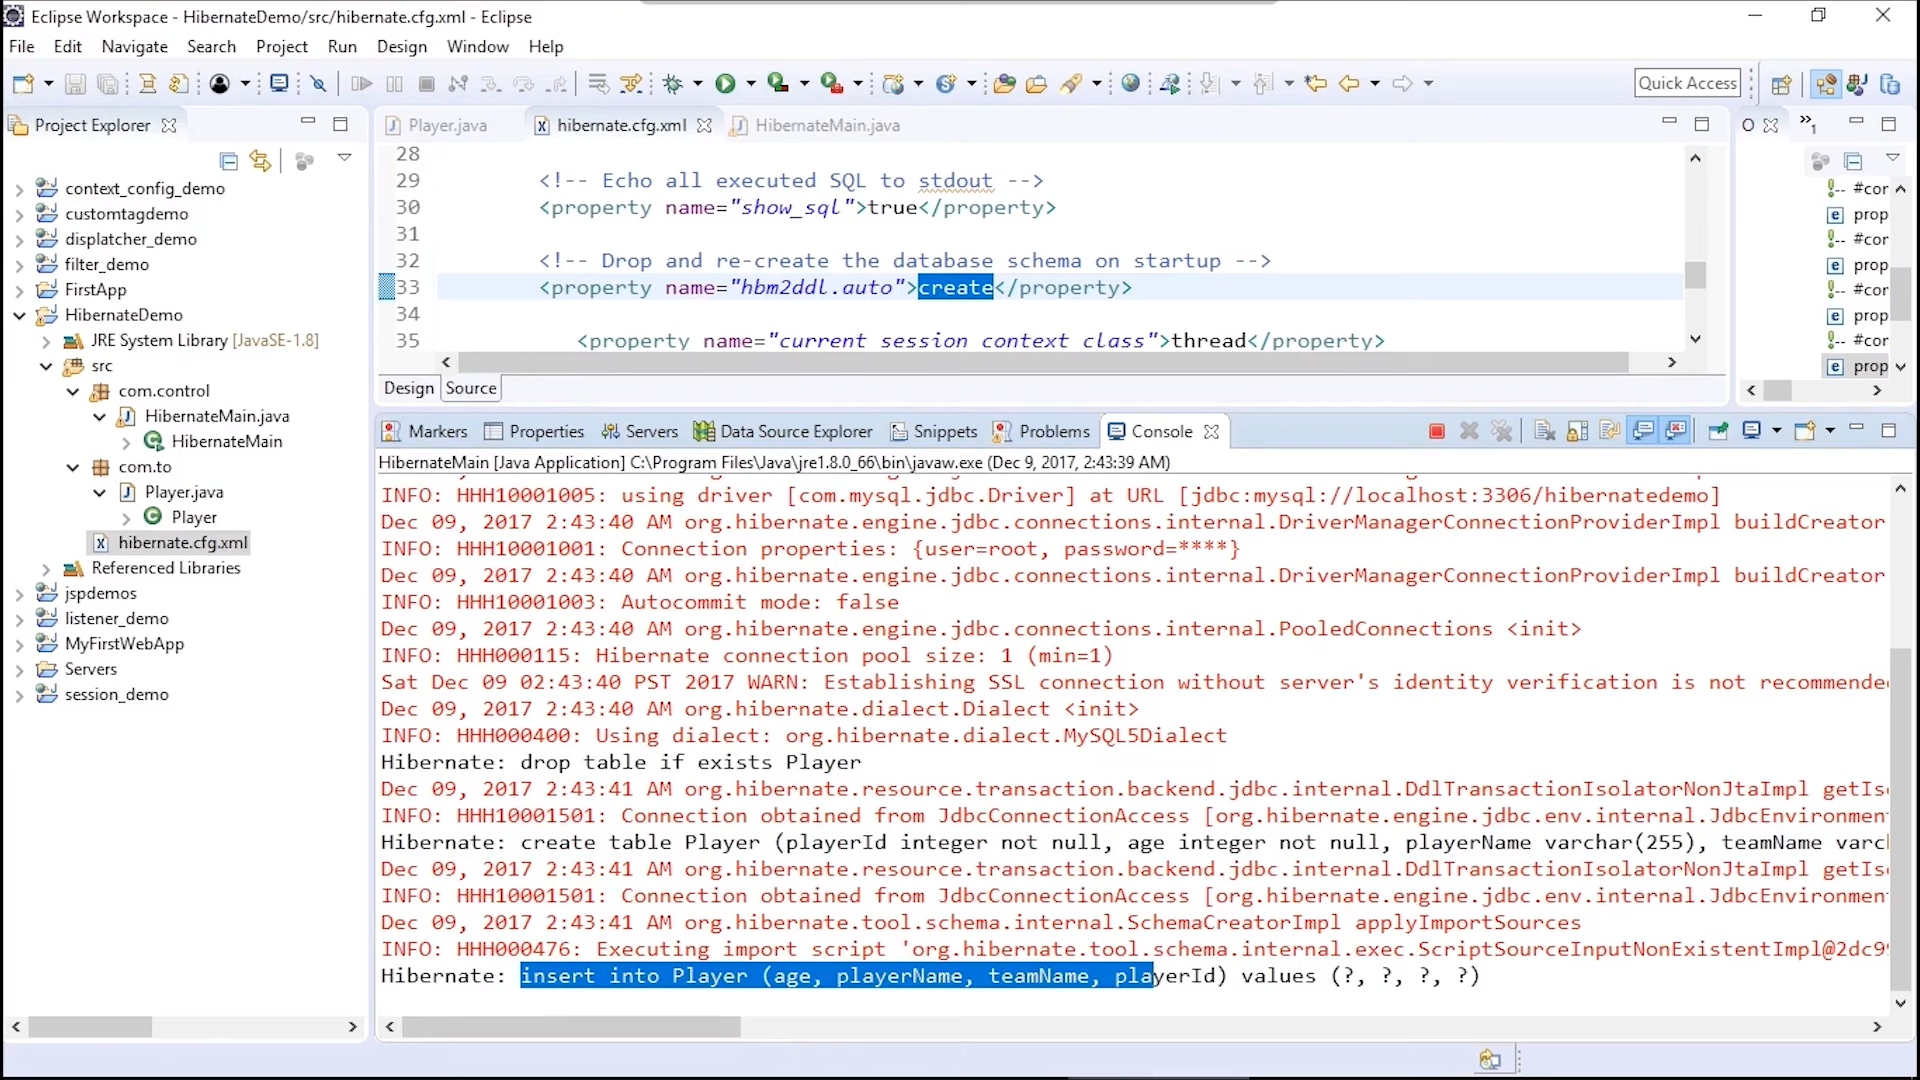 Eclipse Workspace - HibernateDemo/src/hibernate.cfg.xml - Eclipse
File Edit Navigate Search Project Run Design Window Help
Quick Access
Project Explorer
context_config_demo
customtagdemo
displatcher_demo
filter_demo
FirstApp
HibernateDemo
JRE System Library [JavaSE-1.8]
src
com.control
HibernateMain.java
HibernateMain
com.to
Player.java
Player
hibernate.cfg.xml
Referenced Libraries
jspdemos
listener_demo
MyFirstWebApp
Servers
session_demo
Player.java hibernate.cfg.xml HibernateMain.java
28
29 <!-- Echo all executed SQL to stdout -->
30 <property name="show_sql">true</property>
31
32 <!-- Drop and re-create the database schema on startup -->
33 <property name="hbm2ddl.auto">create</property>
34
35 <property name="current session context class">thread</property>
Design Source
O »1
#cor
prop
#cor
prop
#cor
prop
#cor
prop
Markers Properties Servers Data Source Explorer Snippets Problems Console
HibernateMain [Java Application] C:\Program Files\Java\jre1.8.0_66\bin\javaw.exe (Dec 9, 2017, 2:43:39 AM)
INFO: HHH10001005: using driver [com.mysql.jdbc.Driver] at URL [jdbc:mysql://localhost:3306/hibernatedemo]
Dec 09, 2017 2:43:40 AM org.hibernate.engine.jdbc.connections.internal.DriverManagerConnectionProviderImpl buildCreator
INFO: HHH10001001: Connection properties: {user=root, password=****}
Dec 09, 2017 2:43:40 AM org.hibernate.engine.jdbc.connections.internal.DriverManagerConnectionProviderImpl buildCreator
INFO: HHH10001003: Autocommit mode: false
Dec 09, 2017 2:43:40 AM org.hibernate.engine.jdbc.connections.internal.PooledConnections <init>
INFO: HHH000115: Hibernate connection pool size: 1 (min=1)
Sat Dec 09 02:43:40 PST 2017 WARN: Establishing SSL connection without server's identity verification is not recommende
Dec 09, 2017 2:43:40 AM org.hibernate.dialect.Dialect <init>
INFO: HHH000400: Using dialect: org.hibernate.dialect.MySQL5Dialect
Hibernate: drop table if exists Player
Dec 09, 2017 2:43:41 AM org.hibernate.resource.transaction.backend.jdbc.internal.DdlTransactionIsolatorNonJtaImpl getIs
INFO: HHH10001501: Connection obtained from JdbcConnectionAccess [org.hibernate.engine.jdbc.env.internal.JdbcEnvironmen
Hibernate: create table Player (playerId integer not null, age integer not null, playerName varchar(255), teamName varc
Dec 09, 2017 2:43:41 AM org.hibernate.resource.transaction.backend.jdbc.internal.DdlTransactionIsolatorNonJtaImpl getIs
INFO: HHH10001501: Connection obtained from JdbcConnectionAccess [org.hibernate.engine.jdbc.env.internal.JdbcEnvironmen
Dec 09, 2017 2:43:41 AM org.hibernate.tool.schema.internal.SchemaCreatorImpl applyImportSources
INFO: HHH000476: Executing import script 'org.hibernate.tool.schema.internal.exec.ScriptSourceInputNonExistentImpl@2dc9
Hibernate: insert into Player (age, playerName, teamName, playerId) values (?, ?, ?, ?)